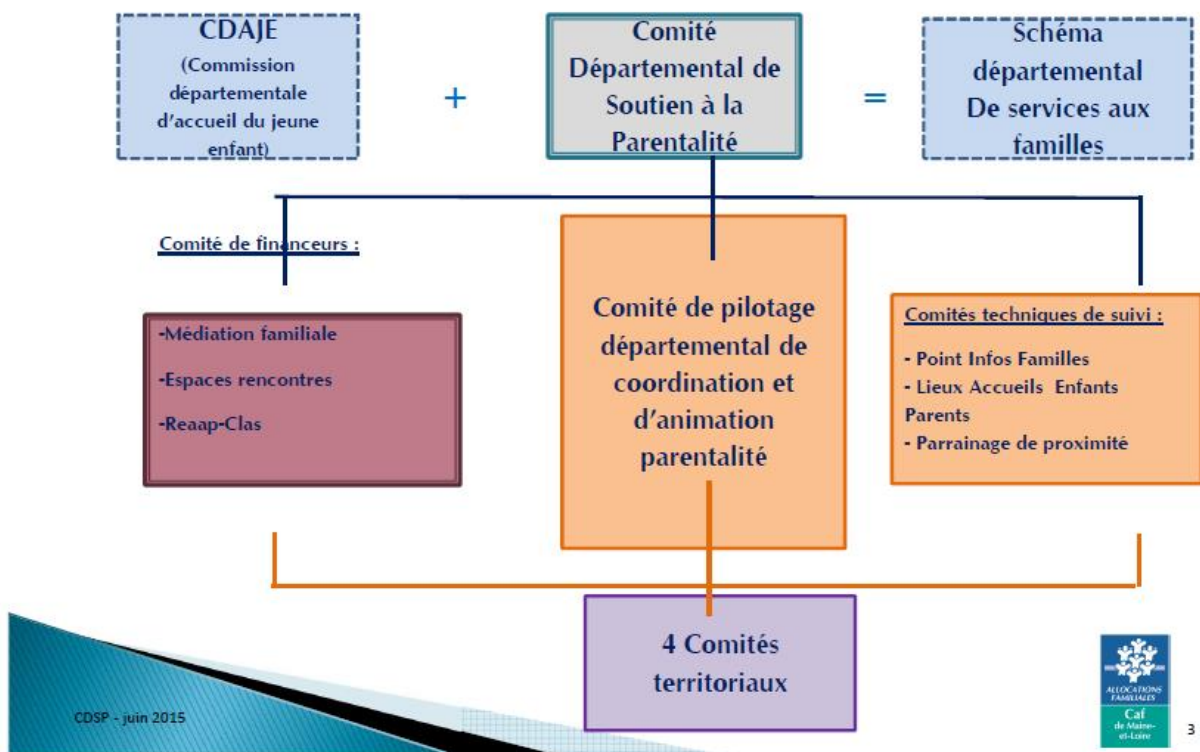 CDAJE
(Commission
départementale
d'accueil du jeune
enfant)
+
Comité
Départemental de
Soutien à la
Parentalité
=
Schéma
départemental
De services aux
familles
Comité de financeurs :
-Médiation familiale
-Espaces rencontres
-Reaap-Clas
Comité de pilotage
départemental de
coordination et
d'animation
parentalité
Comités techniques de suivi :
- Point Infos Familles
- Lieux Accueils Enfants
Parents
- Parrainage de proximité
4 Comités
territoriaux
CDSP - juin 2015
ALLOCATIONS
FAMILIALES
Caf
de Maine-
et-Loire
3